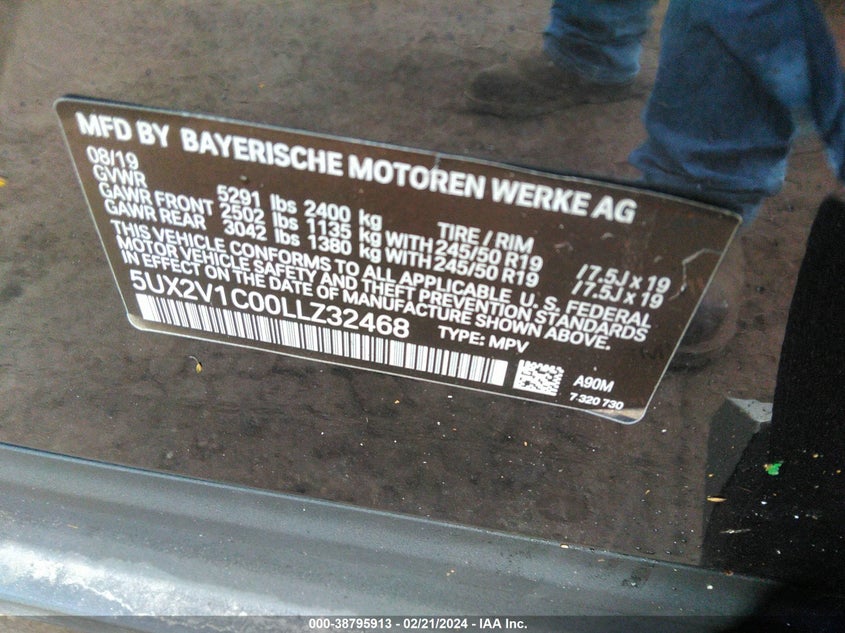 MFD BY BAYERISCHE MOTOREN WERKE AG
08/19
GVWR 5291 lbs 2400 kg TIRE / RIM
GAWR FRONT 2502 lbs 1135 kg WITH 245/50 R19 / 7.5J x 19
GAWR REAR 3042 lbs 1380 kg WITH 245/50 R19 / 7.5J x 19
THIS VEHICLE CONFORMS TO ALL APPLICABLE U. S. FEDERAL
MOTOR VEHICLE SAFETY AND THEFT PREVENTION STANDARDS
IN EFFECT ON THE DATE OF MANUFACTURE SHOWN ABOVE.
5UX2V1C00LLZ32468 TYPE: MPV
A90M
7 320 730
000-38795913 - 02/21/2024 - IAA Inc.